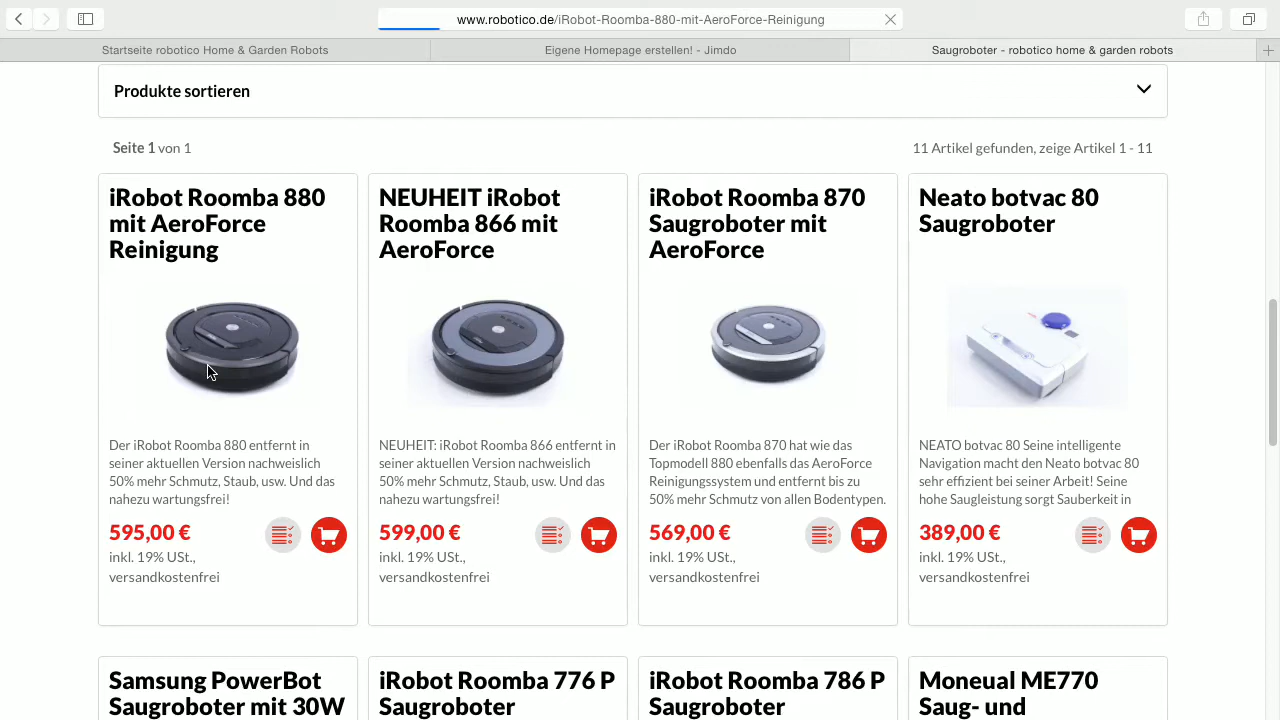 www.robotico.de/iRobot-Roomba-880-mit-AeroForce-Reinigung
Startseite robotico Home & Garden Robots
Eigene Homepage erstellen! - Jimdo
Saugroboter - robotico home & garden robots
Produkte sortieren
Seite 1 von 1
11 Artikel gefunden, zeige Artikel 1 - 11
iRobot Roomba 880
mit AeroForce
Reinigung
Der iRobot Roomba 880 entfernt in
seiner aktuellen Version nachweislich
50% mehr Schmutz, Staub, usw. Und das
nahezu wartungsfrei!
595,00 €
inkl. 19% USt.,
versandkostenfrei
NEUHEIT iRobot
Roomba 866 mit
AeroForce
NEUHEIT: iRobot Roomba 866 entfernt in
seiner aktuellen Version nachweislich
50% mehr Schmutz, Staub, usw. Und das
nahezu wartungsfrei!
599,00 €
inkl. 19% USt.,
versandkostenfrei
iRobot Roomba 870
Saugroboter mit
AeroForce
Der iRobot Roomba 870 hat wie das
Topmodell 880 ebenfalls das AeroForce
Reinigungssystem und entfernt bis zu
50% mehr Schmutz von allen Bodentypen.
569,00 €
inkl. 19% USt.,
versandkostenfrei
Neato botvac 80
Saugroboter
NEATO botvac 80 Seine intelligente
Navigation macht den Neato botvac 80
sehr effizient bei seiner Arbeit! Seine
hohe Saugleistung sorgt Sauberkeit in
389,00 €
inkl. 19% USt.,
versandkostenfrei
Samsung PowerBot
Saugroboter mit 30W
iRobot Roomba 776 P
Saugroboter
iRobot Roomba 786 P
Saugroboter
Moneual ME770
Saug- und